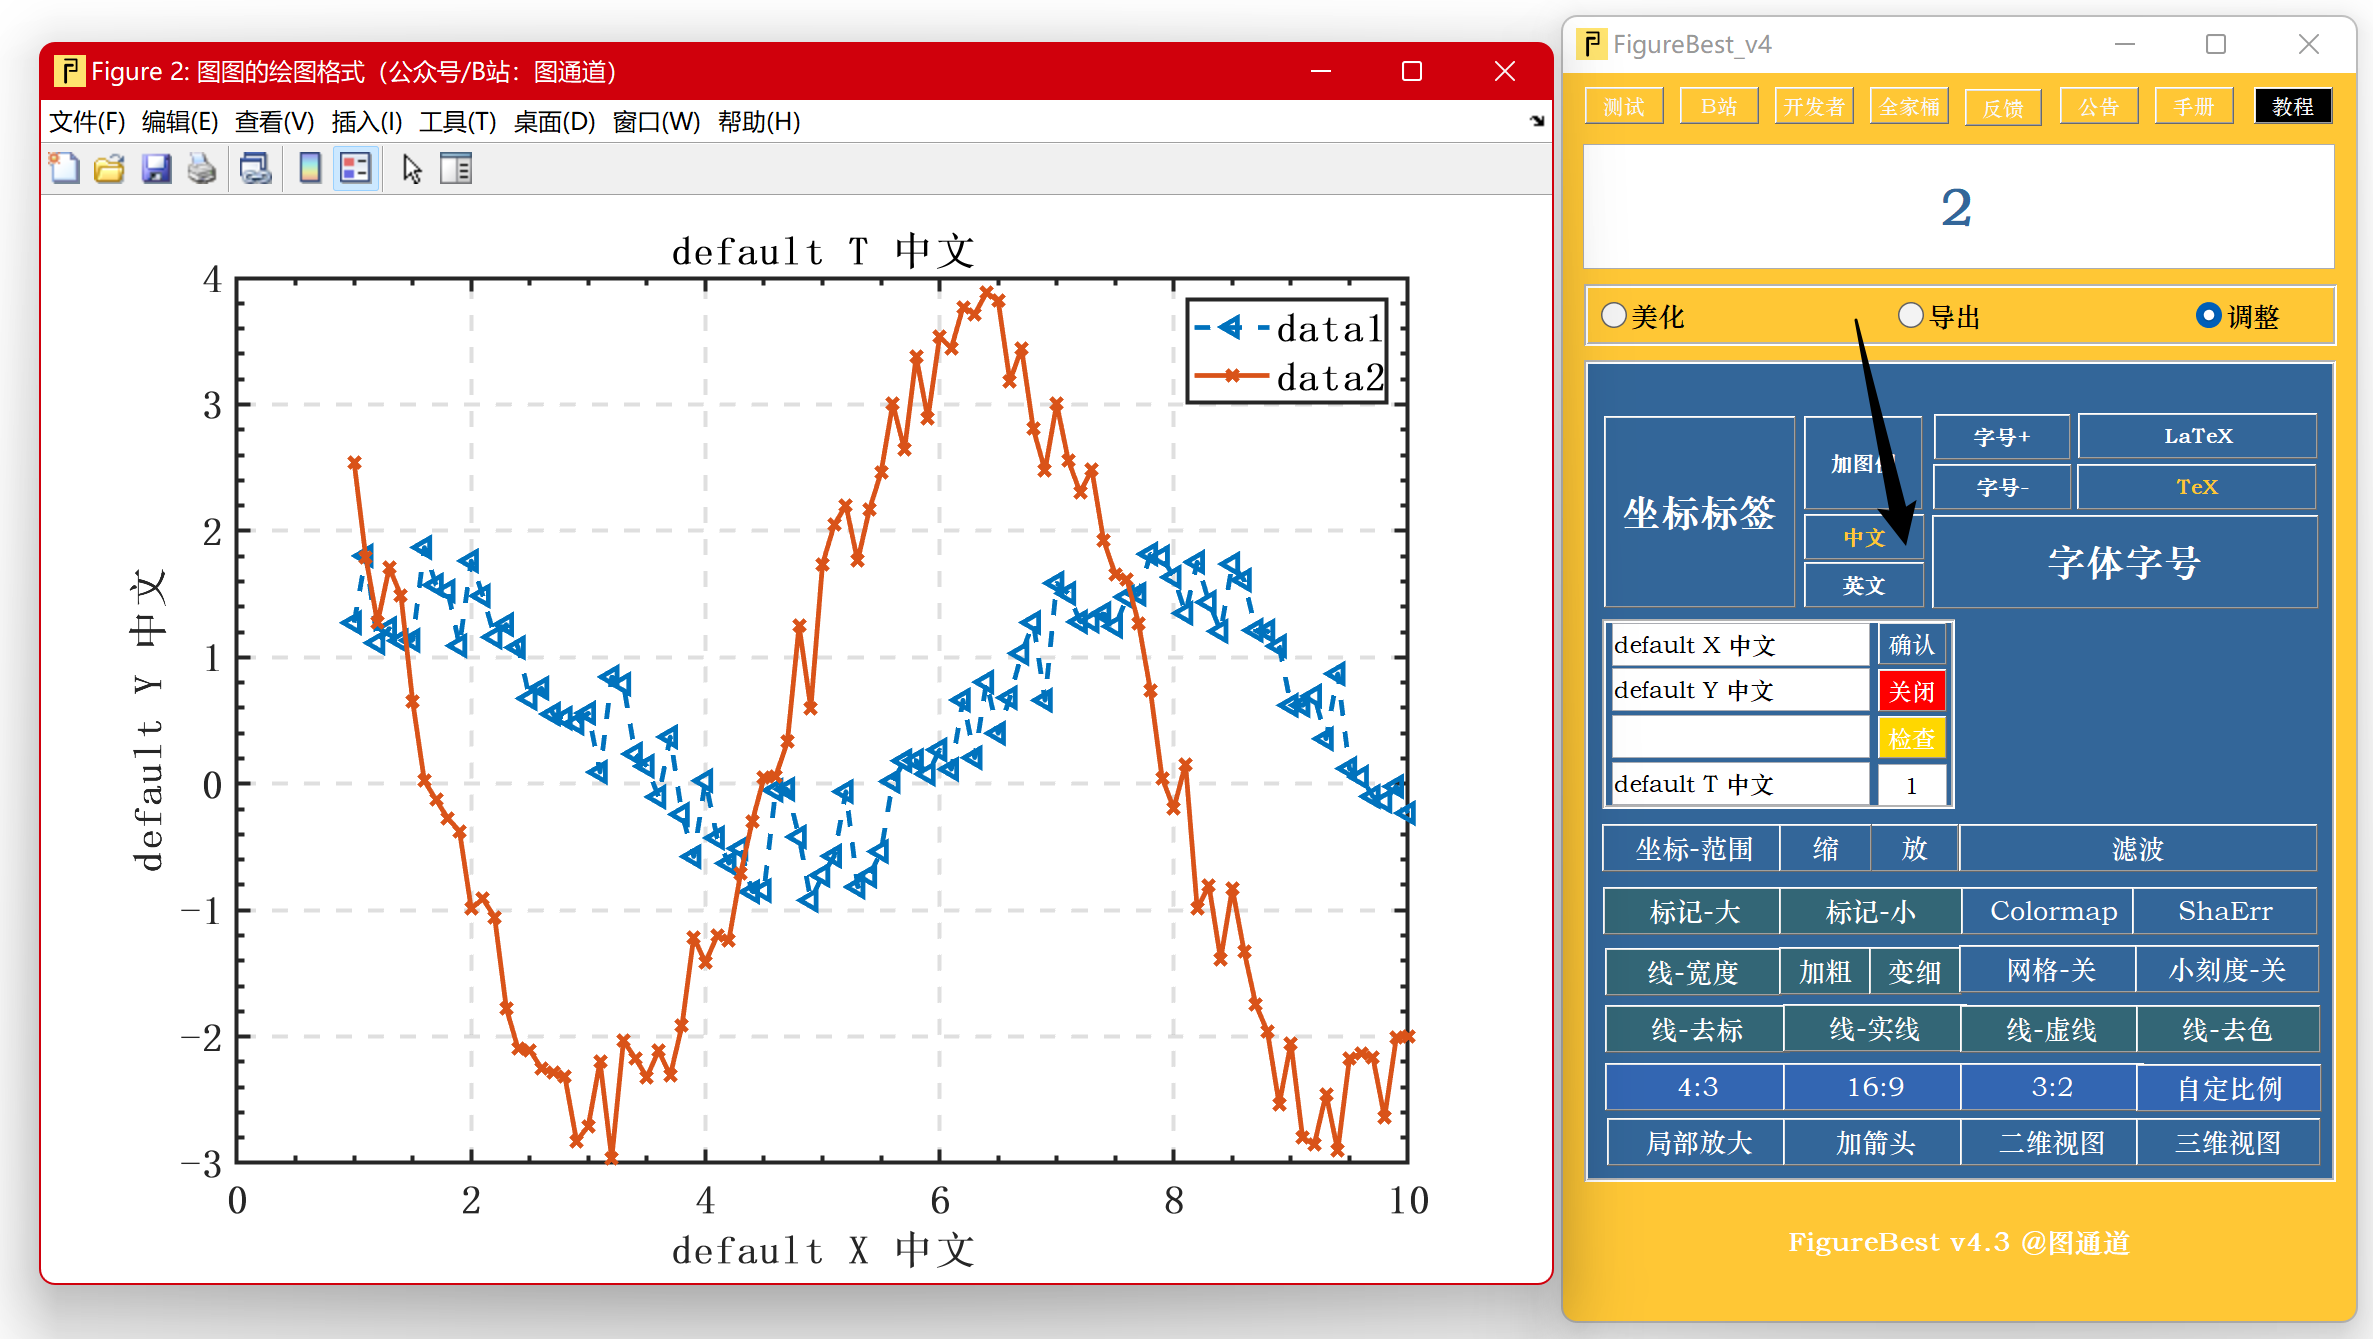 Figure 2: 图图的绘图格式（公众号/B站：图通道）
文件(F) 编辑(E) 查看(V) 插入(I) 工具(T) 桌面(D) 窗口(W) 帮助(H)
default T 中文
4
3
2
1
0
−1
−2
−3
default Y 中文
data1
data2
0 2 4 6 8 10
default X 中文
FigureBest_v4
测试 B站 开发者 全家桶 反馈 公告 手册 教程
2
美化 导出 调整
坐标标签
加图
中文
英文
字号+
字号-
LaTeX
TeX
字体字号
default X 中文 确认
default Y 中文 关闭
检查
default T 中文 1
坐标-范围 缩 放 滤波
标记-大 标记-小 Colormap ShaErr
线-宽度 加粗 变细 网格-关 小刻度-关
线-去标 线-实线 线-虚线 线-去色
4:3 16:9 3:2 自定比例
局部放大 加箭头 二维视图 三维视图
FigureBest v4.3 @图通道